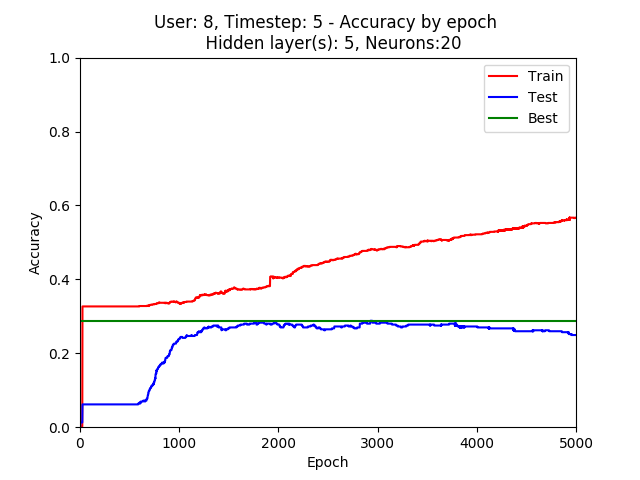 User: 8, Timestep: 5 - Accuracy by epoch
Hidden layer(s): 5, Neurons:20
1.0
0.8
0.6
0.4
0.2
0.0
Accuracy
Train
Test
Best
0 1000 2000 3000 4000 5000
Epoch